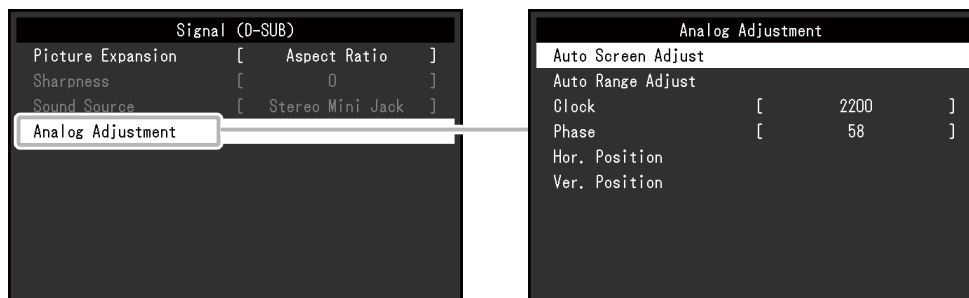 Signal (D-SUB)
Picture Expansion [ Aspect Ratio ]
Sharpness [ 0 ]
Sound Source [ Stereo Mini Jack ]
Analog Adjustment
Analog Adjustment
Auto Screen Adjust
Auto Range Adjust
Clock [ 2200 ]
Phase [ 58 ]
Hor. Position
Ver. Position